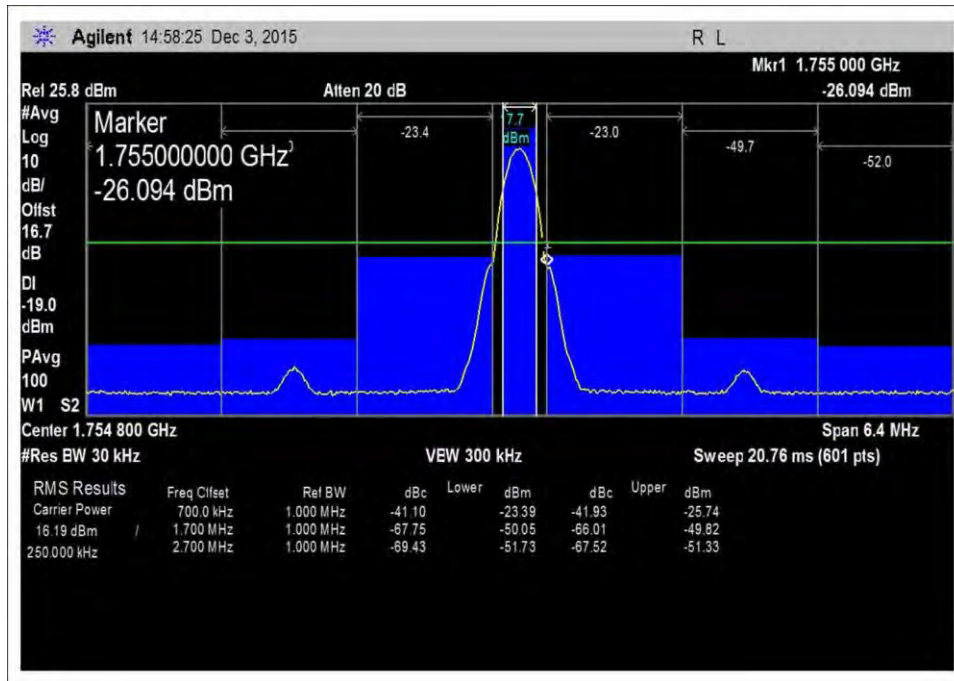 Agilent 14:58:25 Dec 3, 2015
R L
Mkr1 1.755 000 GHz
Ref 25.8 dBm
Atten 20 dB
-26.094 dBm
#Avg
Log
10
dB/
Offst
16.7
dB
DI
-19.0
dBm
PAvg
100
W1 S2
Marker
1.755000000 GHz
-26.094 dBm
-23.4
7.7
dBm
-23.0
-49.7
-52.0
Center 1.754 800 GHz
Span 6.4 MHz
#Res BW 30 kHz
VBW 300 kHz
Sweep 20.76 ms (601 pts)
RMS Results Freq Offset Ref BW dBc Lower dBm dBc Upper dBm
Carrier Power 700.0 kHz 1.000 MHz -41.10 -23.39 -41.93 -25.74
16.19 dBm / 1.700 MHz 1.000 MHz -67.75 -50.05 -66.01 -49.82
250.000 kHz 2.700 MHz 1.000 MHz -69.43 -51.73 -67.52 -51.33